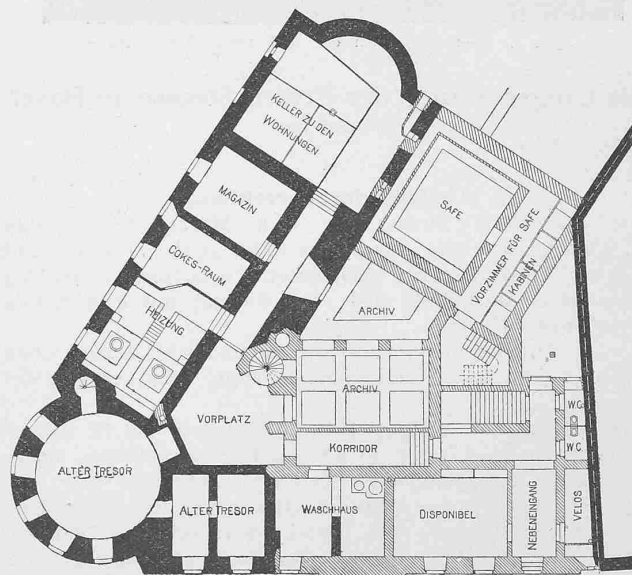 KELLER ZU DEN
WOHNUNGEN
MAGAZIN
COKES-RAUM
HEIZUNG
SAFE
VORZIMMER FÜR SAFE
KABINEN
ARCHIV
ARCHIV
VORPLATZ
KORRIDOR
W.C.
W.C.
ALTER TRESOR
ALTER TRESOR
WASCHHAUS
DISPONIBEL
NEBENEINGANG
VELOS